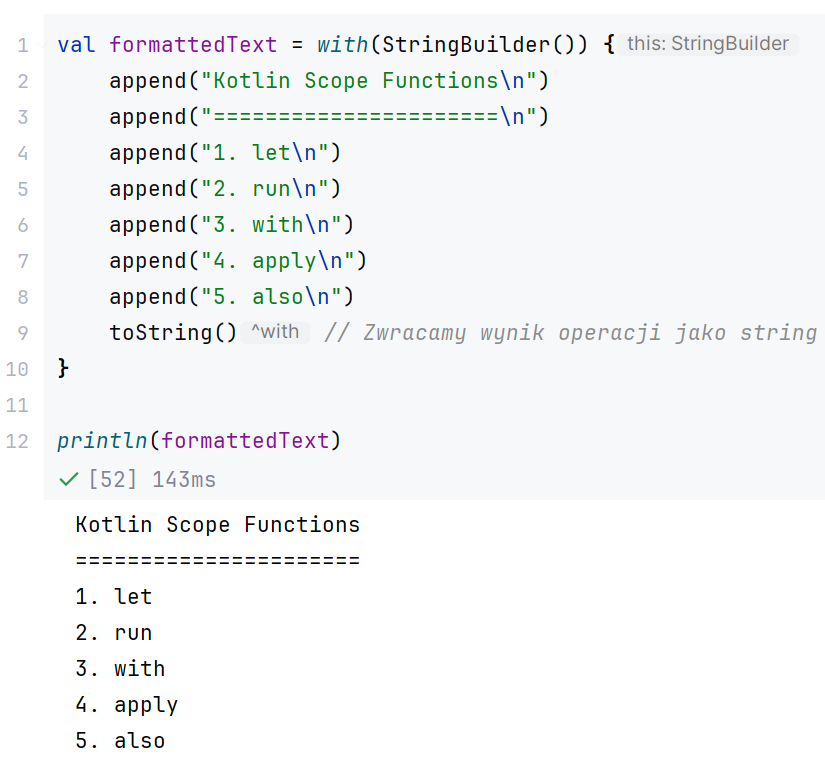 1 val formattedText = with(StringBuilder()) { this: StringBuilder
2     append("Kotlin Scope Functions\n")
3     append("======================\n")
4     append("1. let\n")
5     append("2. run\n")
6     append("3. with\n")
7     append("4. apply\n")
8     append("5. also\n")
9     toString() ^with // Zwracamy wynik operacji jako string
10 }
11
12 println(formattedText)
✓ [52] 143ms
Kotlin Scope Functions
======================
1. let
2. run
3. with
4. apply
5. also